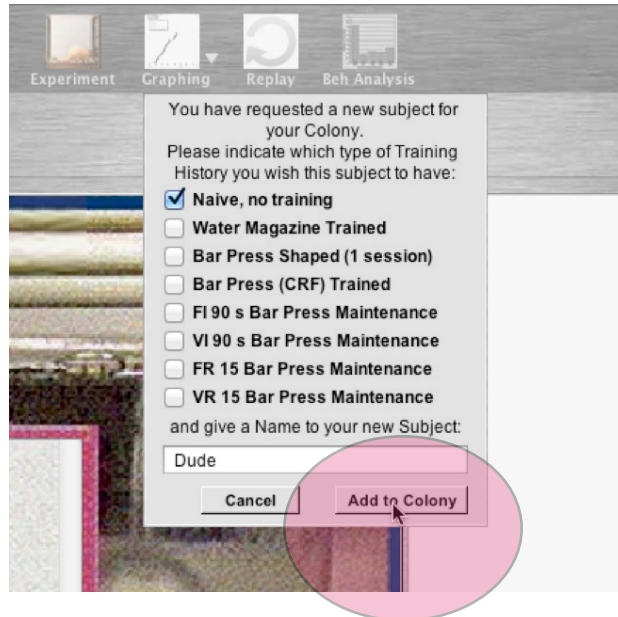 Experiment Graphing Replay Beh Analysis
You have requested a new subject for
your Colony.
Please indicate which type of Training
History you wish this subject to have:
Naive, no training
Water Magazine Trained
Bar Press Shaped (1 session)
Bar Press (CRF) Trained
FI 90 s Bar Press Maintenance
VI 90 s Bar Press Maintenance
FR 15 Bar Press Maintenance
VR 15 Bar Press Maintenance
and give a Name to your new Subject:
Dude
Cancel Add to Colony